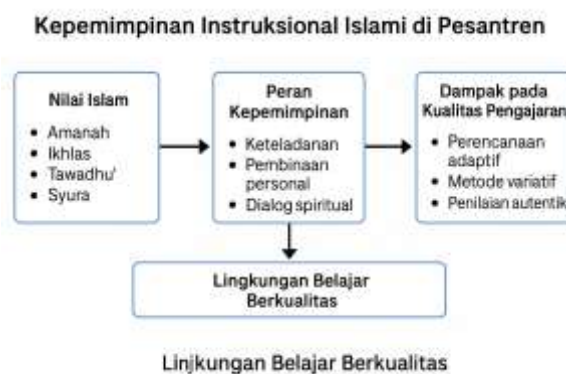 Kepemimpinan Instruksional Islami di Pesantren
Nilai Islam
• Amanah
• Ikhlas
• Tawadhu'
• Syura
Peran
Kepemimpinan
• Keteladanan
• Pembinaan
personal
• Dialog spiritual
Dampak pada
Kualitas Pengajaran
• Perencanaan
adaptif
• Metode variatif
• Penilaian autentik
Lingkungan Belajar
Berkualitas
Linjkungan Belajar Berkualitas